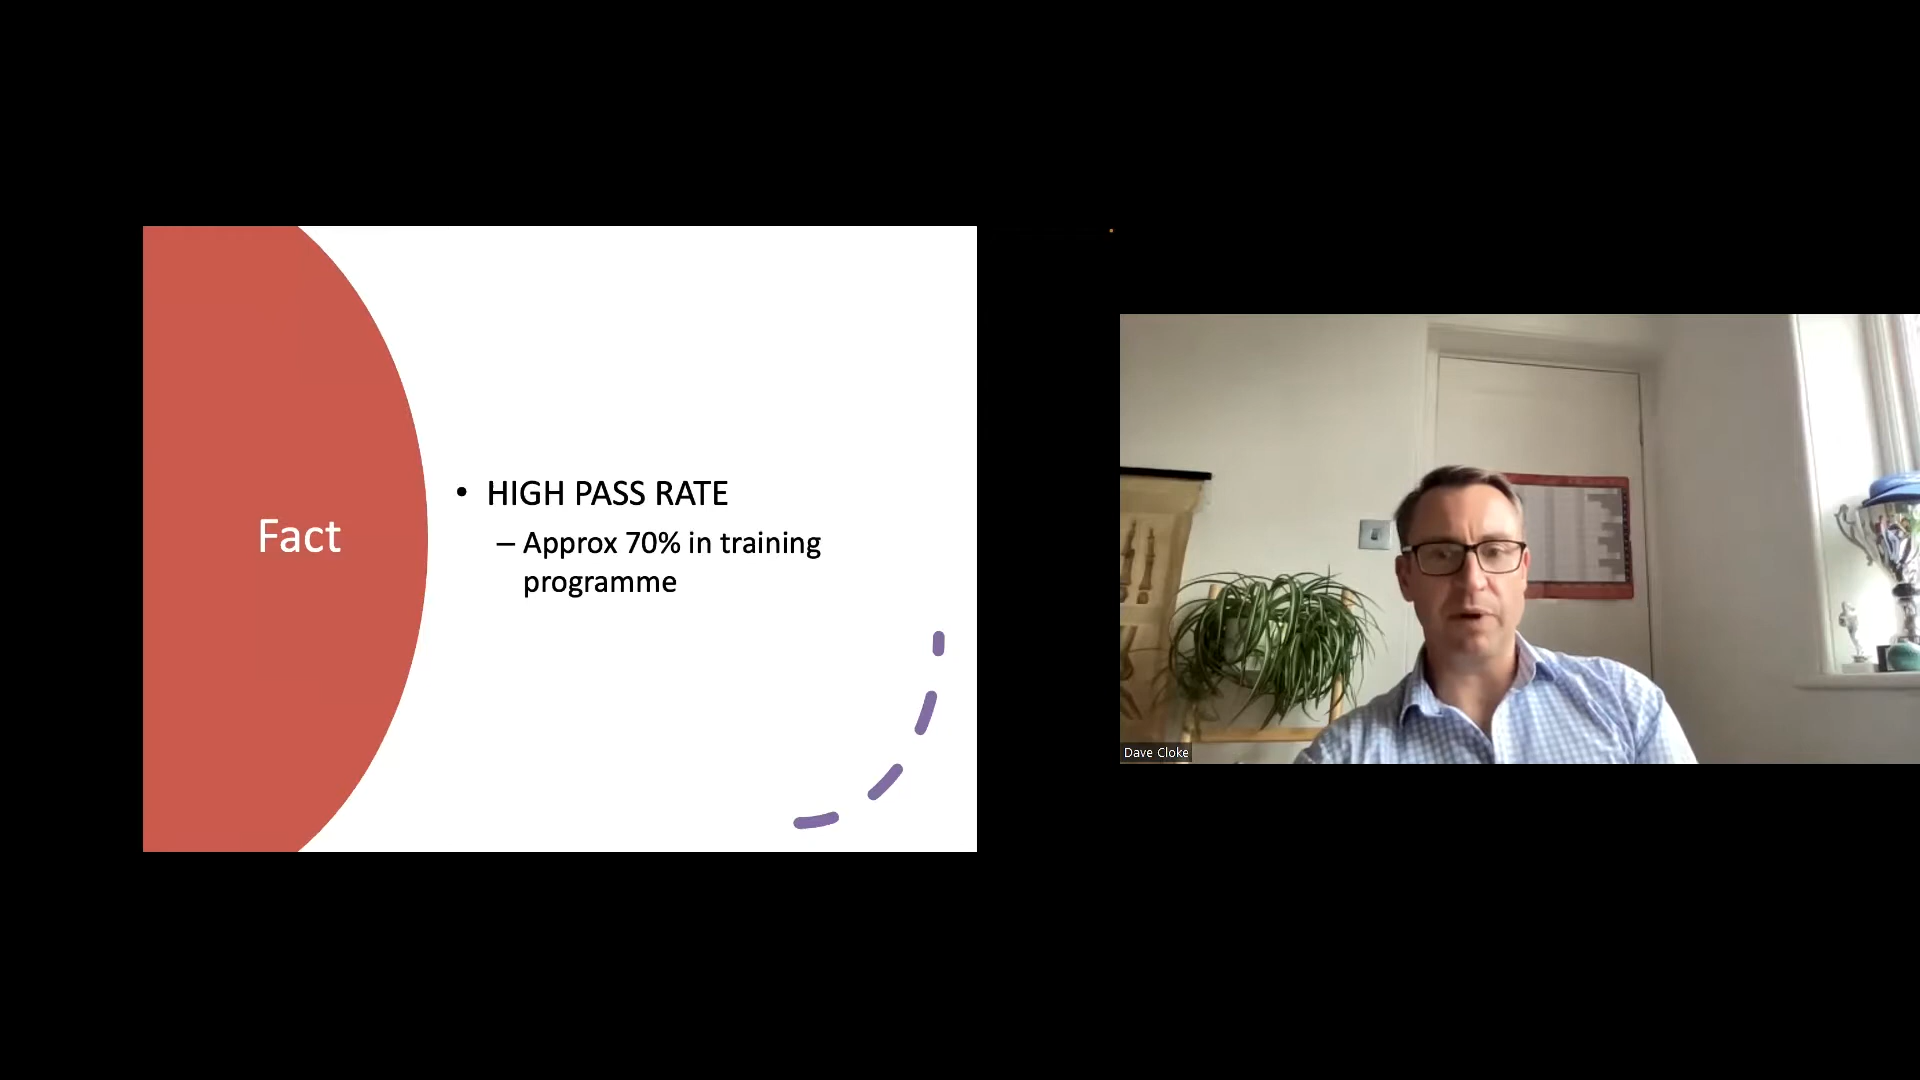 Fact
• HIGH PASS RATE
– Approx 70% in training
programme
Dave Cloke